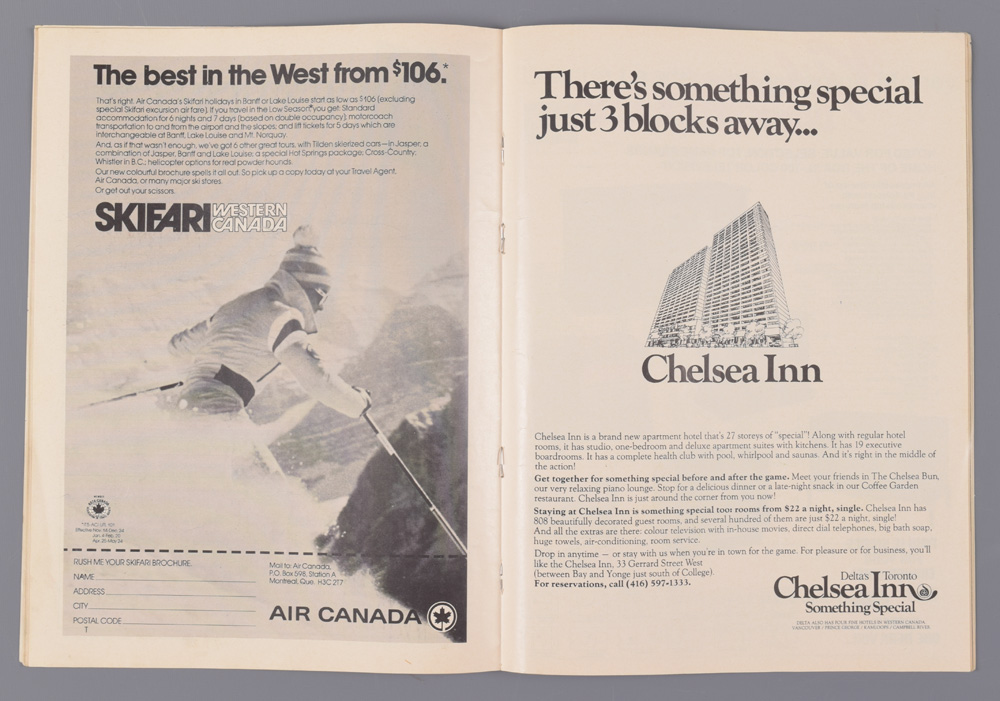 The best in the West from $106.*
That's right. Air Canada's Skifari holidays in Banff or Lake Louise start as low as $106 (excluding
special Skifari excursion air fare). If you travel in the Low Season* you get: Standard
accommodation for 6 nights and 7 days (based on double occupancy); motorcoach
transportation to and from the airport and the slopes; and lift tickets for 5 days which are
interchangeable at Banff, Lake Louise and Mt. Norquay.
And, as if that wasn't enough, we've got 6 other great tours, with Tilden skierized cars—in Jasper, a
combination of Jasper, Banff and Lake Louise; a special Hot Springs package; Cross-Country;
Whistler in B.C.; helicopter options for real powder hounds.
Our new colourful brochure spells it all out. So pick up a copy today at your Travel Agent,
Air Canada, or many major ski stores.
Or get out your scissors.
SKIFARI WESTERN
CANADA
Effective Nov.
RUSH ME YOUR SKIFARI BROCHURE.
NAME
ADDRESS
CITY
POSTAL CODE
1
Mail to: Air Canada,
P.O. Box 598, Station A
Montreal, Que. H3C 2T7
AIR CANADA
There's something special
just 3 blocks away...
Chelsea Inn
Chelsea Inn is a brand new apartment hotel that's 27 storeys of "special"! Along with regular hotel
rooms, it has studio, one-bedroom and deluxe apartment suites with kitchens. It has 19 executive
boardrooms. It has a complete health club with pool, whirlpool and saunas. And it's right in the middle of
the action!
Get together for something special before and after the game. Meet your friends in The Chelsea Bun,
our very relaxing piano lounge. Stop for a delicious dinner or a late-night snack in our Coffee Garden
restaurant. Chelsea Inn is just around the corner from you now!
Staying at Chelsea Inn is something special too: rooms from $22 a night, single. Chelsea Inn has
808 beautifully decorated guest rooms, and several hundred of them are just $22 a night, single!
And all the extras are there: colour television with in-house movies, direct dial telephones, big bath soap,
huge towels, air-conditioning, room service.
Drop in anytime — or stay with us when you're in town for the game. For pleasure or for business, you'll
like the Chelsea Inn, 33 Gerrard Street West
(between Bay and Yonge just south of College)
For reservations, call (416) 597-1333.
Delta's Toronto
Chelsea Inn
Something Special
DELTA ALSO HAS FOUR FINE HOTELS IN WESTERN CANADA
VANCOUVER / PRINCE GEORGE / KAMLOOPS / CAMPBELL RIVER